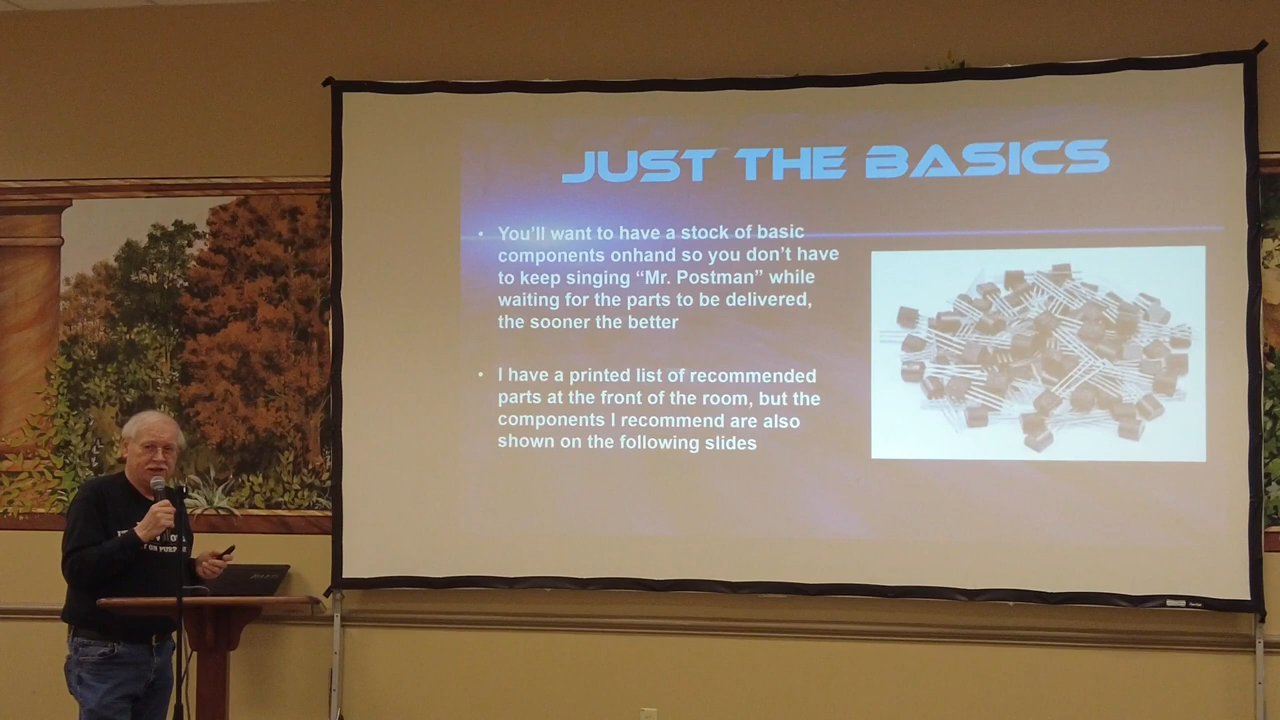 JUST THE BASICS
• You'll want to have a stock of basic
components onhand so you don't have
to keep singing “Mr. Postman” while
waiting for the parts to be delivered,
the sooner the better
• I have a printed list of recommended
parts at the front of the room, but the
components I recommend are also
shown on the following slides